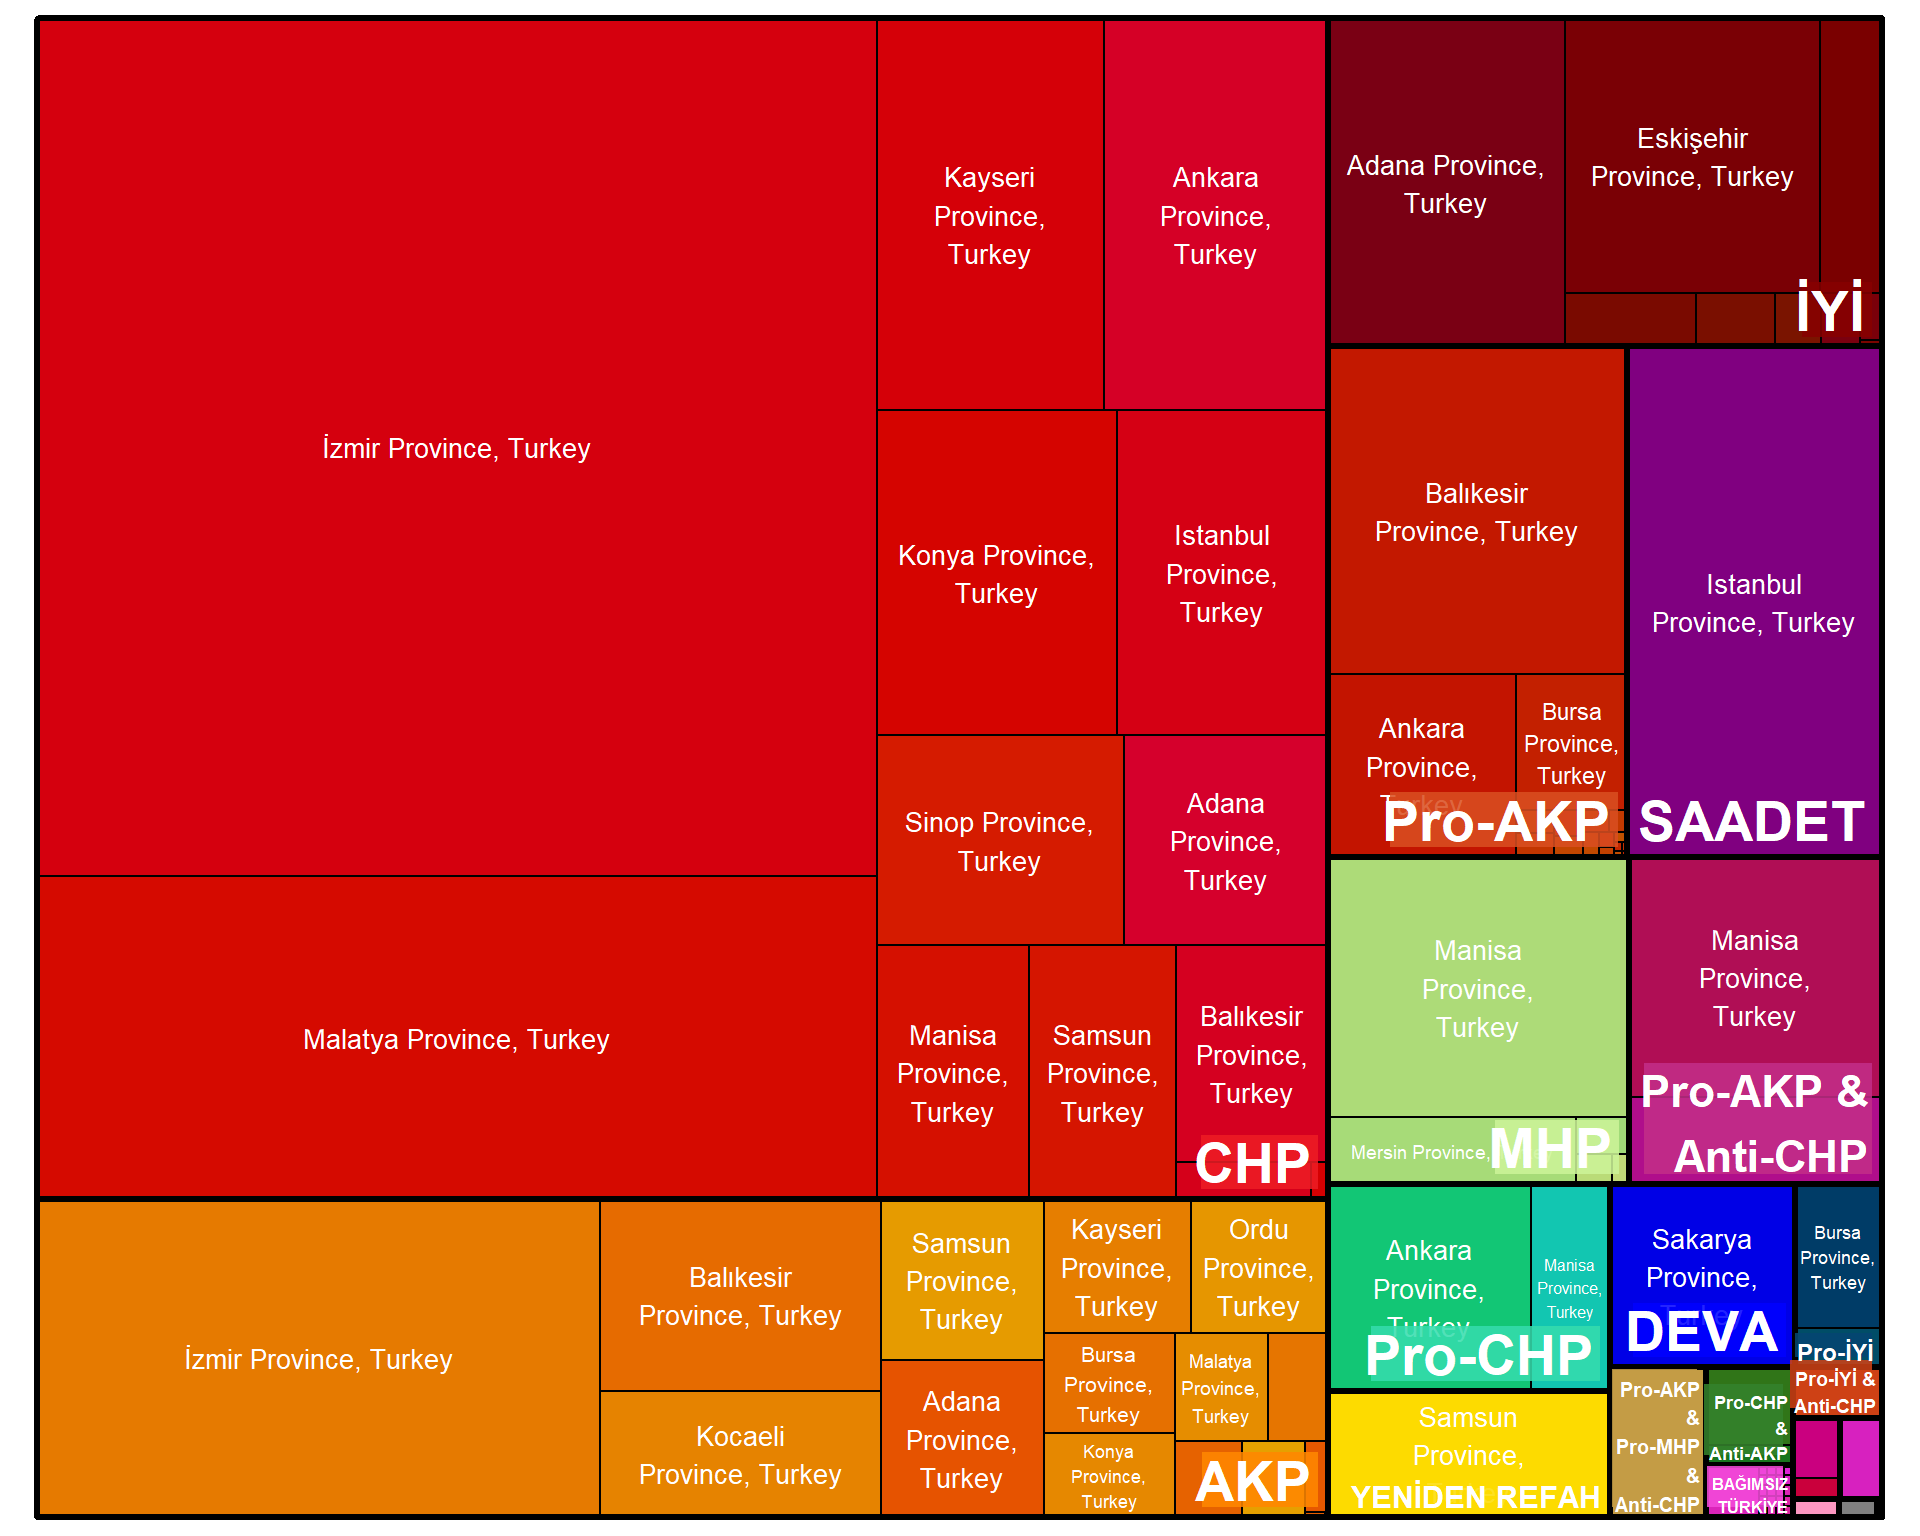 İzmir Province, Turkey
Malatya Province, Turkey
Kayseri
Province,
Turkey
Ankara
Province,
Turkey
Konya Province,
Turkey
Istanbul
Province,
Turkey
Sinop Province,
Turkey
Adana
Province,
Turkey
Manisa
Province,
Turkey
Samsun
Province,
Turkey
Balıkesir
Province,
Turkey
CHP
İzmir Province, Turkey
Balıkesir
Province, Turkey
Kocaeli
Province, Turkey
Samsun
Province,
Turkey
Adana
Province,
Turkey
Kayseri
Province,
Turkey
Ordu
Province,
Turkey
Bursa
Province,
Turkey
Malatya
Province,
Turkey
Konya
Province,
Turkey
AKP
Adana Province,
Turkey
Eskişehir
Province, Turkey
İYİ
Balıkesir
Province, Turkey
Ankara
Province,
Turkey
Bursa
Province,
Turkey
Pro-AKP
Istanbul
Province, Turkey
SAADET
Manisa
Province,
Turkey
Mersin Province,
MHP
Manisa
Province,
Turkey
Pro-AKP &
Anti-CHP
Ankara
Province,
Turkey
Manisa
Province,
Turkey
Pro-CHP
Sakarya
Province,
Turkey
DEVA
Bursa
Province,
Turkey
Pro-İYİ
Samsun
Province,
YENİDEN REFAH
Pro-AKP
&
Pro-MHP
&
Anti-CHP
Pro-CHP
&
Anti-AKP
Pro-İYİ &
Anti-CHP
BAĞIMSIZ
TÜRKİYE